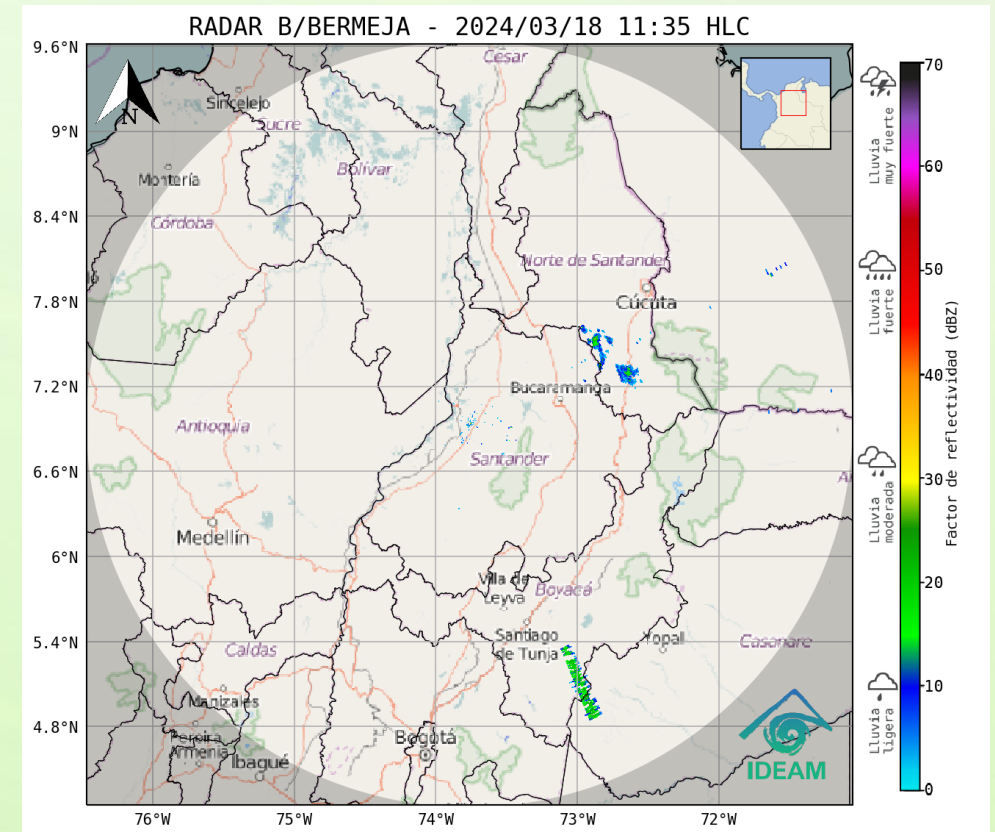 RADAR B/BERMEJA - 2024/03/18 11:35 HLC
9.6°N
9°N
8.4°N
7.8°N
7.2°N
6.6°N
6°N
5.4°N
4.8°N
76°W
75°W
74°W
73°W
72°W
N
Cesar
Sincelejo
Sucre
Montería
Bolívar
Córdoba
Norte de Santander
Cúcuta
Bucaramanga
Antioquia
Santander
Medellín
Villa de
Leyva
Boyacá
Santiago
de Tunja
Yopal
Casanare
Caldas
Manizales
Pereira
Armenia
Ibagué
Bogotá
IDEAM
Lluvia
muy fuerte
Lluvia
fuerte
Lluvia
moderada
Lluvia
ligera
70
60
50
40
30
20
10
0
Factor de reflectividad (dBZ)